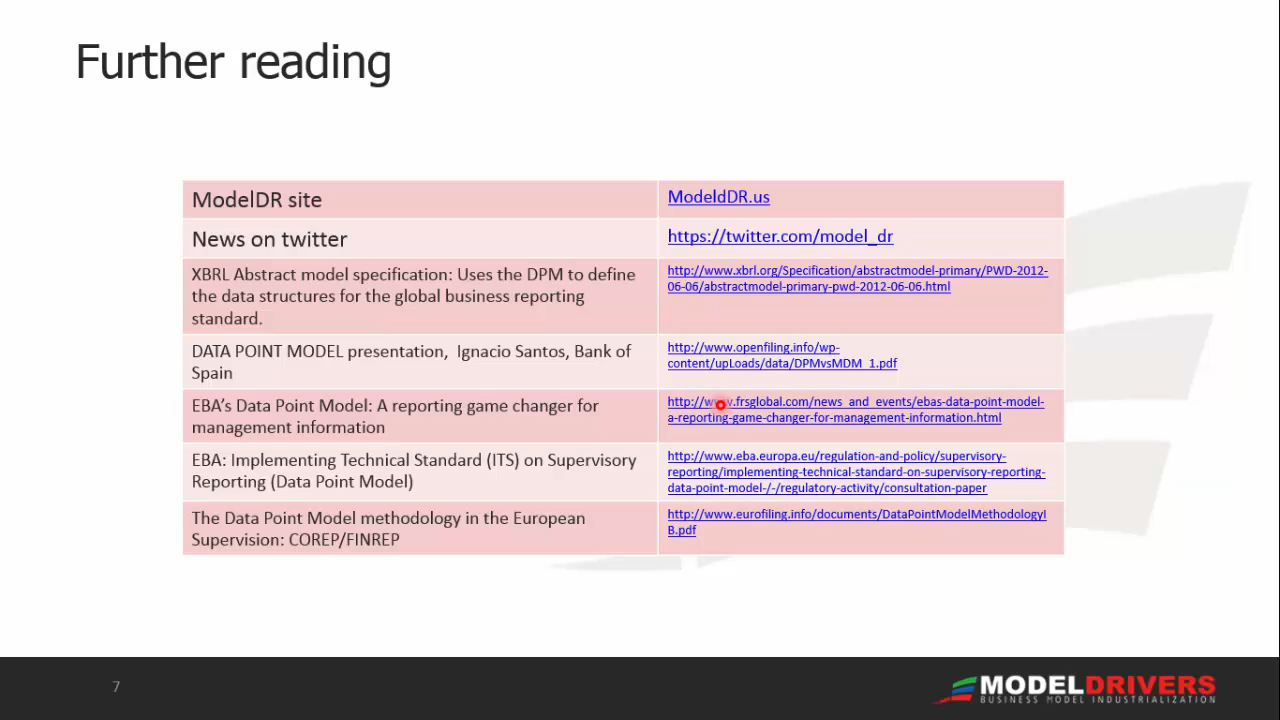 Further reading
ModelDR site
ModeldDR.us
News on twitter
https://twitter.com/model_dr
XBRL Abstract model specification: Uses the DPM to define
the data structures for the global business reporting
standard.
http://www.xbrl.org/Specification/abstractmodel-primary/PWD-2012-
06-06/abstractmodel-primary-pwd-2012-06-06.html
DATA POINT MODEL presentation, Ignacio Santos, Bank of
Spain
http://www.openfiling.info/wp-
content/upLoads/data/DPMvsMDM_1.pdf
EBA's Data Point Model: A reporting game changer for
management information
http://www.frsglobal.com/news_and_events/ebas-data-point-model-
a-reporting-game-changer-for-management-information.html
EBA: Implementing Technical Standard (ITS) on Supervisory
Reporting (Data Point Model)
http://www.eba.europa.eu/regulation-and-policy/supervisory-
reporting/implementing-technical-standard-on-supervisory-reporting-
data-point-model-/-/regulatory-activity/consultation-paper
The Data Point Model methodology in the European
Supervision: COREP/FINREP
http://www.eurofiling.info/documents/DataPointModelMethodologyI
B.pdf
7
MODELDRIVERS
BUSINESS MODEL INDUSTRIALIZATION